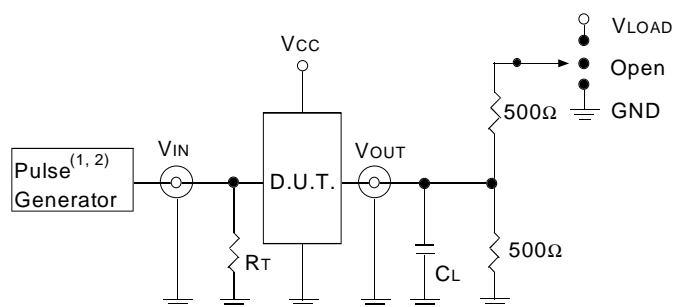 VLOAD
VCC
Open
500Ω
GND
VIN
VOUT
Pulse(1, 2)
Generator
D.U.T.
RT
CL
500Ω